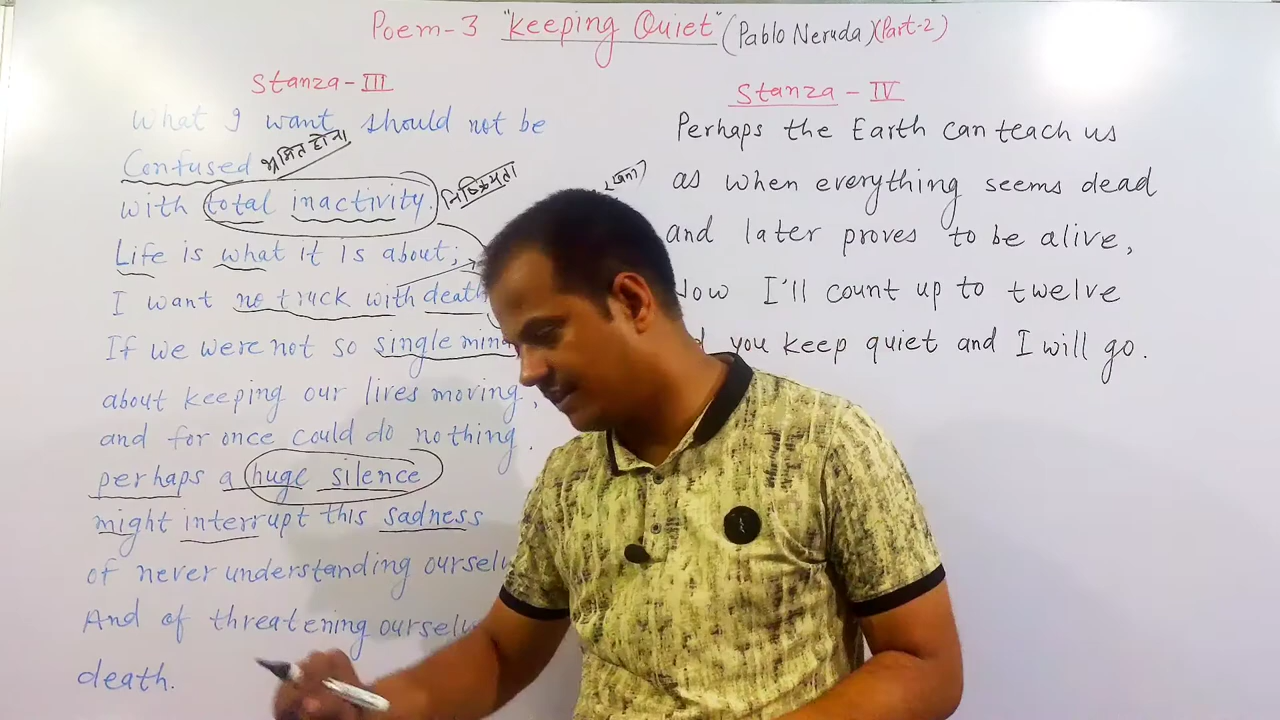 Poem-3 "Keeping Quiet" (Pablo Neruda)(Part-2)
Stanza-III
What I want should not be
Confused भ्रमित होना
with total inactivity. निष्क्रियता
Life is what it is about;
I want no truck with death
If we were not so single min
about keeping our lives moving,
and for once could do nothing.
perhaps a huge silence
might interrupt this sadness
of never understanding oursel
And of threatening ourselv
death.
Stanza - IV
Perhaps the Earth can teach us
as when everything seems dead
and later proves to be alive,
Now I'll count up to twelve
you keep quiet and I will go.